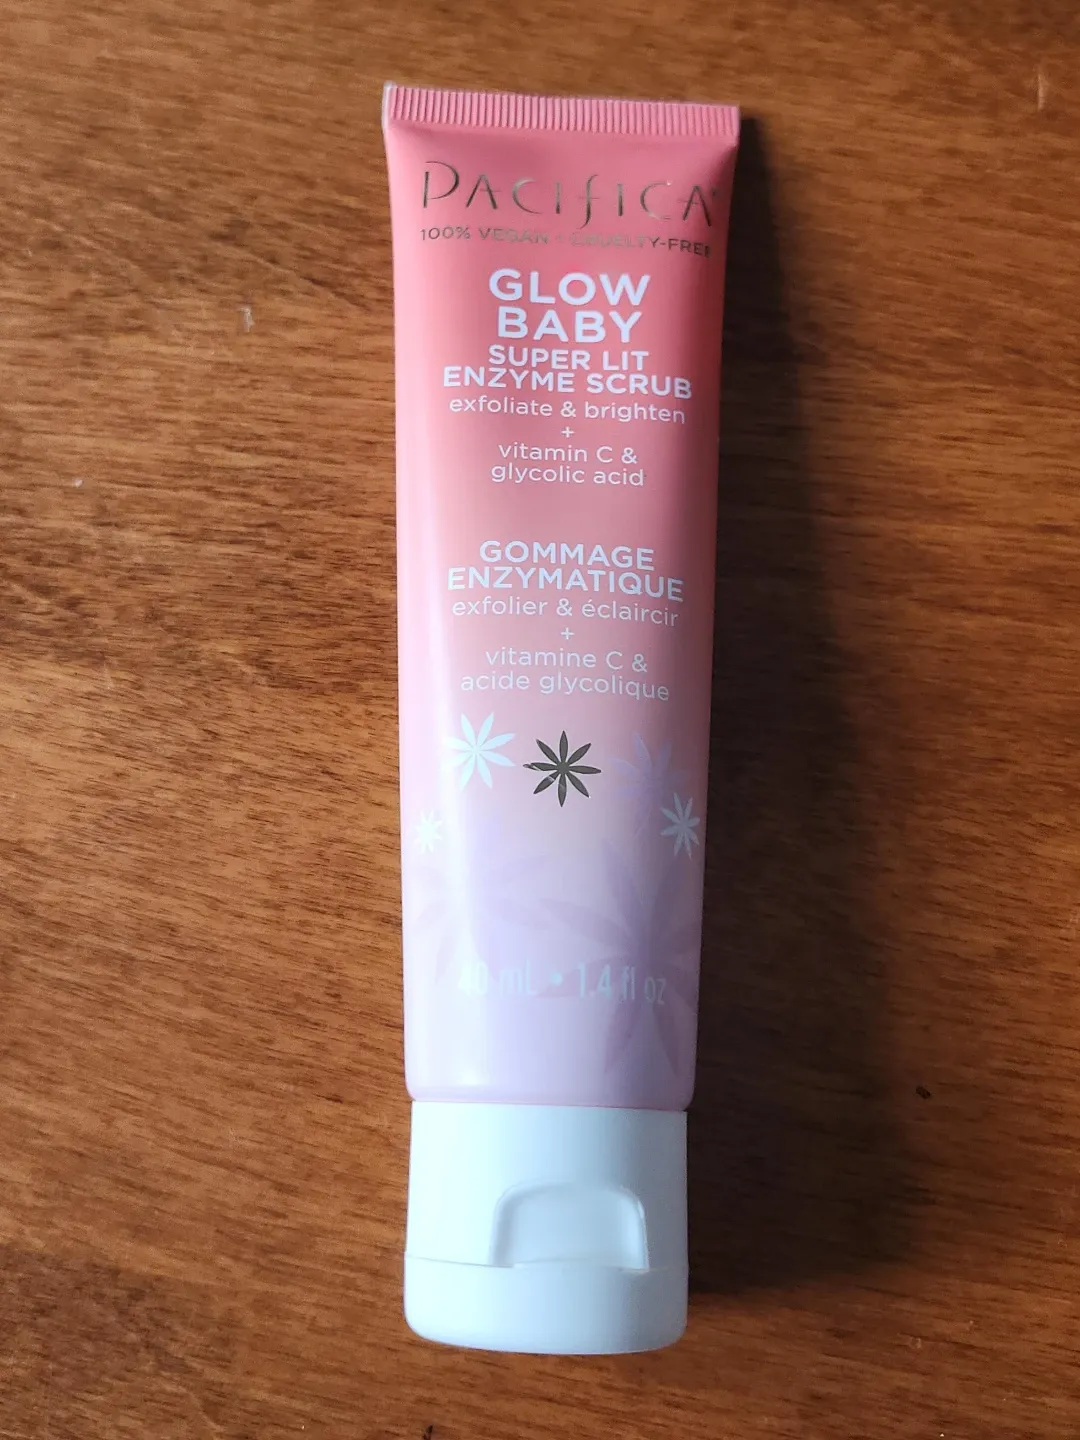 PACIFICA
100% VEGAN • CRUELTY-FREE
GLOW
BABY
SUPER LIT
ENZYME SCRUB
exfoliate & brighten
+
vitamin C &
glycolic acid
GOMMAGE
ENZYMATIQUE
exfolier & éclaircir
+
vitamine C &
acide glycolique
40 mL • 1.4 fl oz